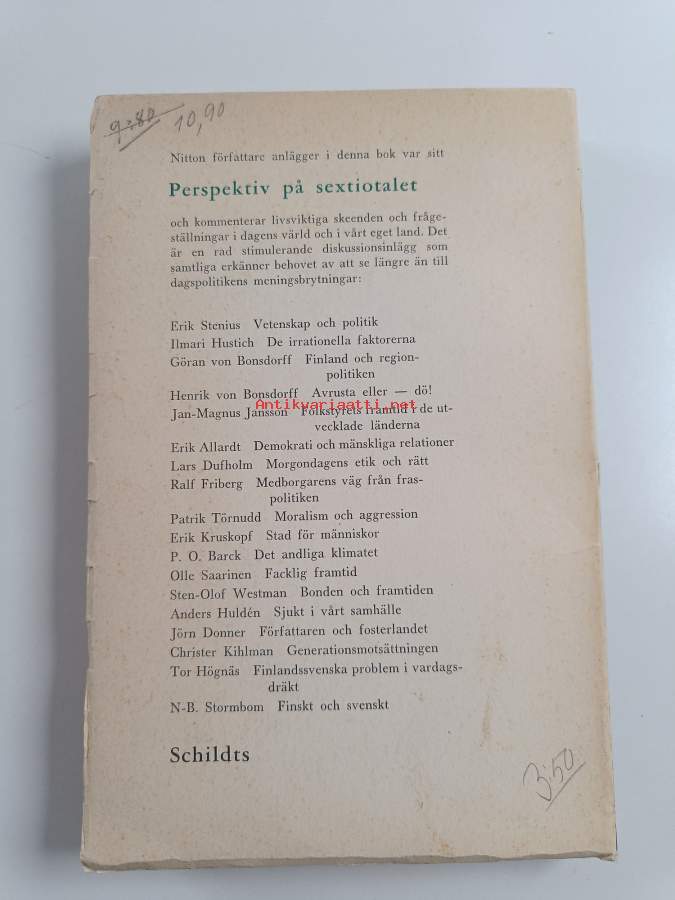 9:80 10,90
Nitton författare anlägger i denna bok var sitt
Perspektiv på sextiotalet
och kommenterar livsviktiga skeenden och fråge-
ställningar i dagens värld och i vårt eget land. Det
är en rad stimulerande diskussionsinlägg som
samtliga erkänner behovet av att se längre än till
dagspolitikens meningsbrytningar:
Erik Stenius Vetenskap och politik
Ilmari Hustich De irrationella faktorerna
Göran von Bonsdorff Finland och region-
politiken
Henrik von Bonsdorff Avrusta eller — dö!
Antikvariaatti.net
Jan-Magnus Jansson Folkstyrets framtid i de ut-
vecklade länderna
Erik Allardt Demokrati och mänskliga relationer
Lars Dufholm Morgondagens etik och rätt
Ralf Friberg Medborgarens väg från fras-
politiken
Patrik Törnudd Moralism och aggression
Erik Kruskopf Stad för människor
P. O. Barck Det andliga klimatet
Olle Saarinen Facklig framtid
Sten-Olof Westman Bonden och framtiden
Anders Huldén Sjukt i vårt samhälle
Jörn Donner Författaren och fosterlandet
Christer Kihlman Generationsmotsättningen
Tor Högnäs Finlandssvenska problem i vardags-
dräkt
N-B. Stormbom Finskt och svenskt
Schildts
3:50